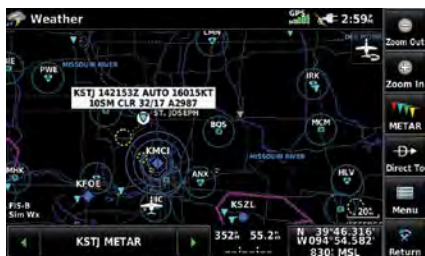 Weather
GPS
2:59
Zoom Out
LMN
MISSOURI RIVER
PWE
IRK
Zoom In
KSTJ 142153Z AUTO 16015KT
10SM CLR 32/17 A2987
ST. JOSEPH
BQS
MCM
METAR
KMCI
MISSOURI RIVER
MHK
ANX
HLV
Direct To
KFOE
KSZL
FIS-B
Sim Wx
20
Menu
KSTJ METAR
352 55.2
N 39°46.316'
W094°54.582'
830' MSL
Return